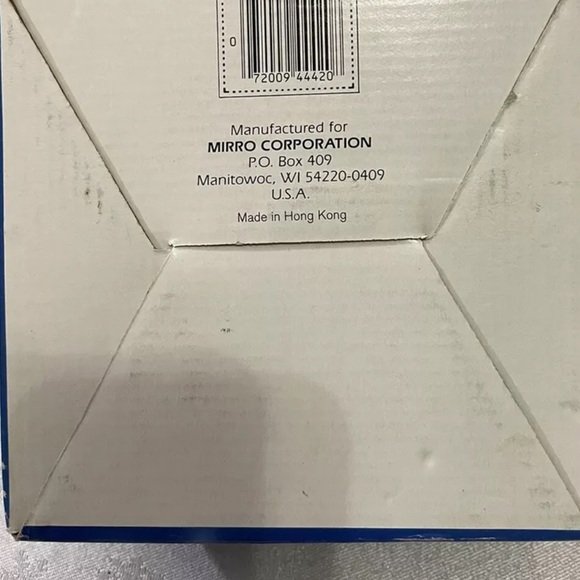 0
72009 44420
Manufactured for
MIRRO CORPORATION
P.O. Box 409
Manitowoc, WI 54220-0409
U.S.A.
Made in Hong Kong